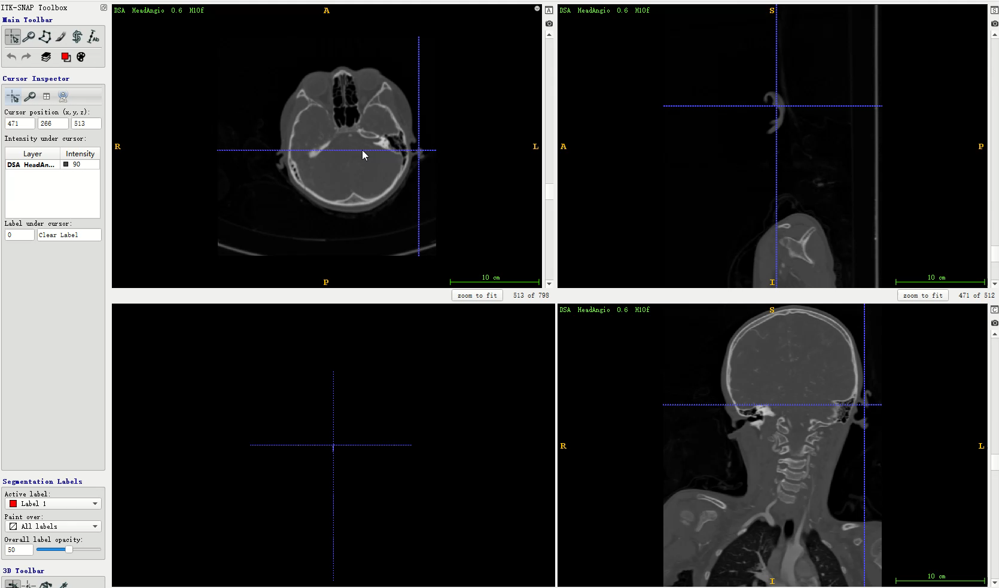 ITK-SNAP Toolbox
Main Toolbar
Ab
Cursor Inspector
Cursor position (x,y,z):
471 266 513
Intensity under cursor:
Layer Intensity
DSA HeadAn... 90
Label under cursor:
0 Clear Label
Segmentation Labels
Active label:
Label 1
Paint over:
All labels
Overall label opacity:
50
3D Toolbar
DSA HeadAngio 0.6 H10f
A
R
L
P
10 cm
A
zoom to fit 513 of 798
DSA HeadAngio 0.6 H10f
S
A
P
I
10 cm
S
zoom to fit 471 of 512
DSA HeadAngio 0.6 H10f
S
R
L
I
10 cm
C